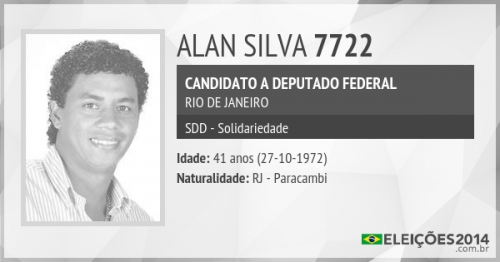 ALAN SILVA 7722
CANDIDATO A DEPUTADO FEDERAL
RIO DE JANEIRO
SDD - Solidariedade
Idade: 41 anos (27-10-1972)
Naturalidade: RJ - Paracambi
ELEIÇÕES2014
.com.br